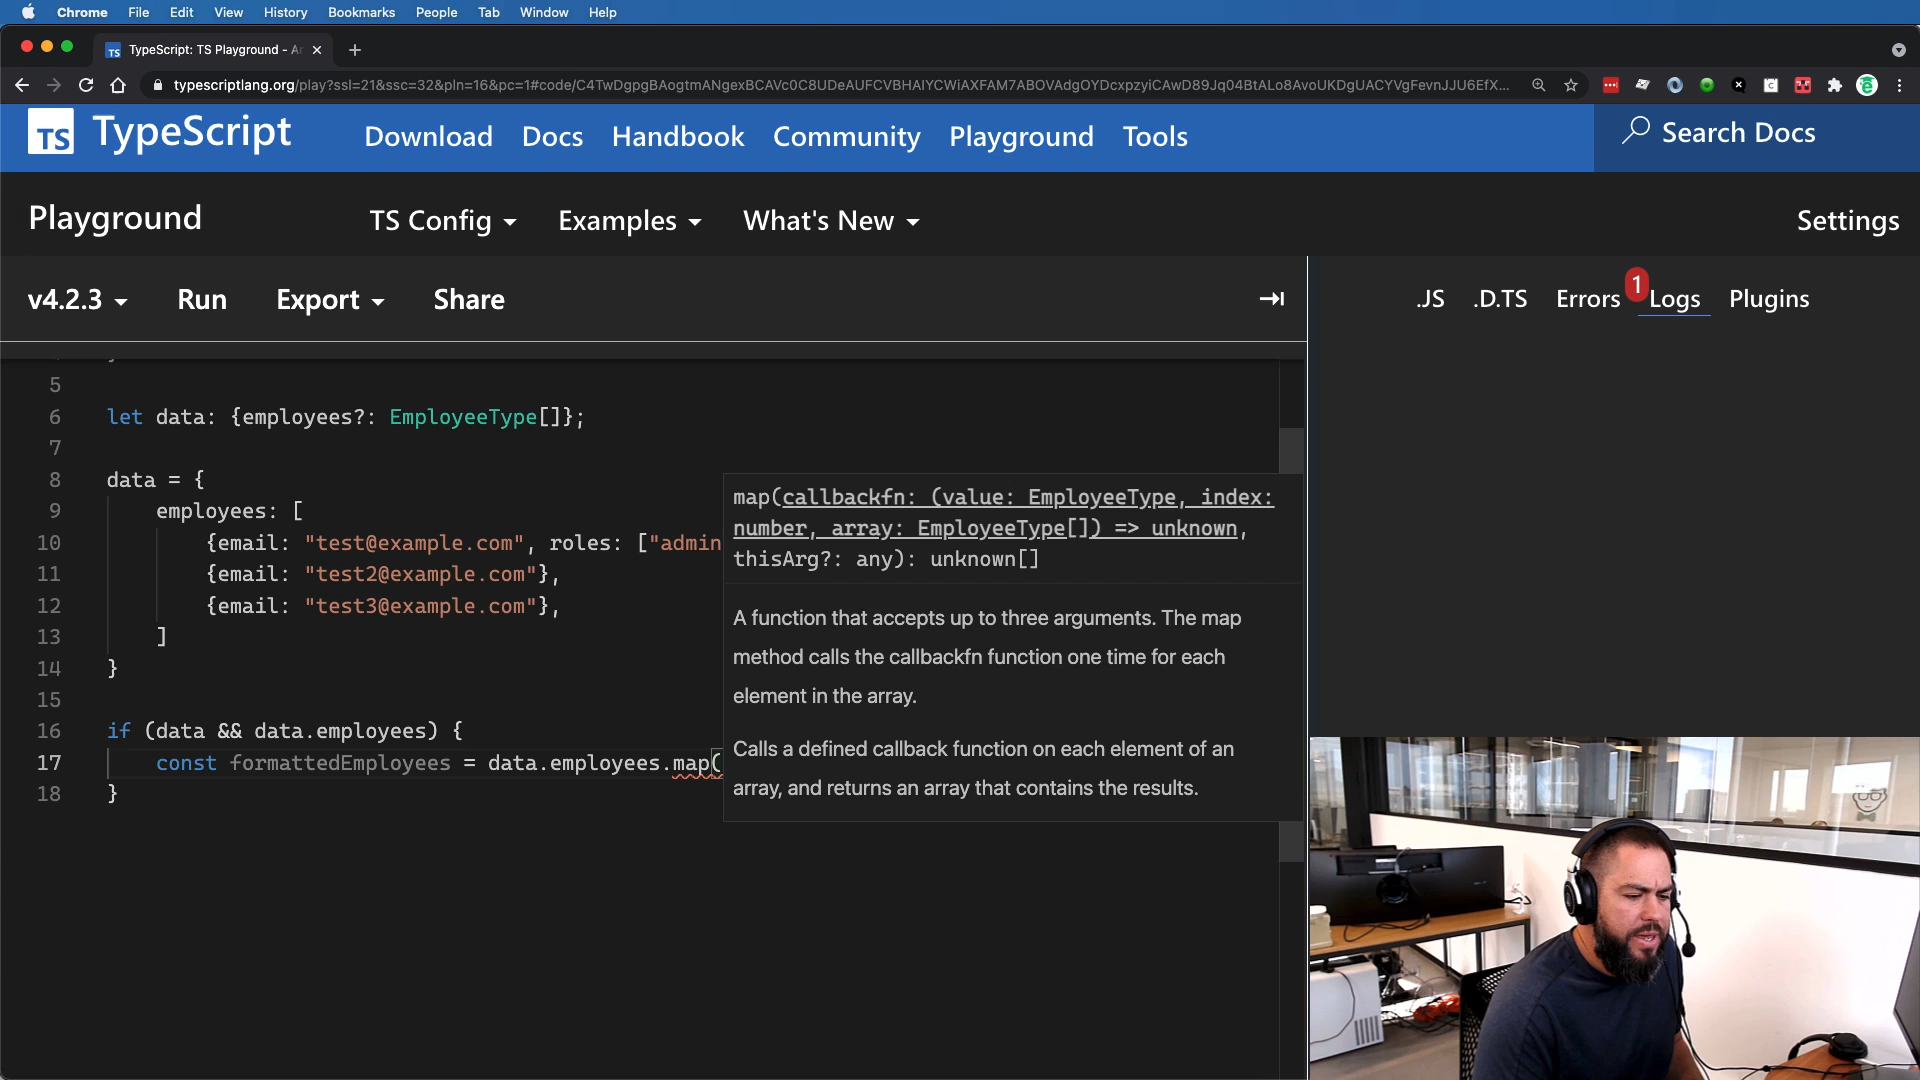 Chrome File Edit View History Bookmarks People Tab Window Help
TypeScript: TS Playground - A
typescriptlang.org/play?ssl=21&ssc=32&pln=16&pc=1#code/C4TwDgpgBAogtmANgexBCAVc0C8UDeAUFCVBHAIYCWiAXFAM7ABOVAdgOYDcxpzyiCAwD89Jq04BtALo8AvoUKDgUACYVgFevnJJU6EfX...
TS TypeScript Download Docs Handbook Community Playground Tools Search Docs
Playground TS Config Examples What's New Settings
v4.2.3 Run Export Share .JS .D.TS Errors 1 Logs Plugins
5
6 let data: {employees?: EmployeeType[]};
7
8 data = {
9 employees: [
10 {email: "test@example.com", roles: ["admin
11 {email: "test2@example.com"},
12 {email: "test3@example.com"},
13 ]
14 }
15
16 if (data && data.employees) {
17 const formattedEmployees = data.employees.map(
18 }
map(callbackfn: (value: EmployeeType, index:
number, array: EmployeeType[]) => unknown,
thisArg?: any): unknown[]
A function that accepts up to three arguments. The map
method calls the callbackfn function one time for each
element in the array.
Calls a defined callback function on each element of an
array, and returns an array that contains the results.